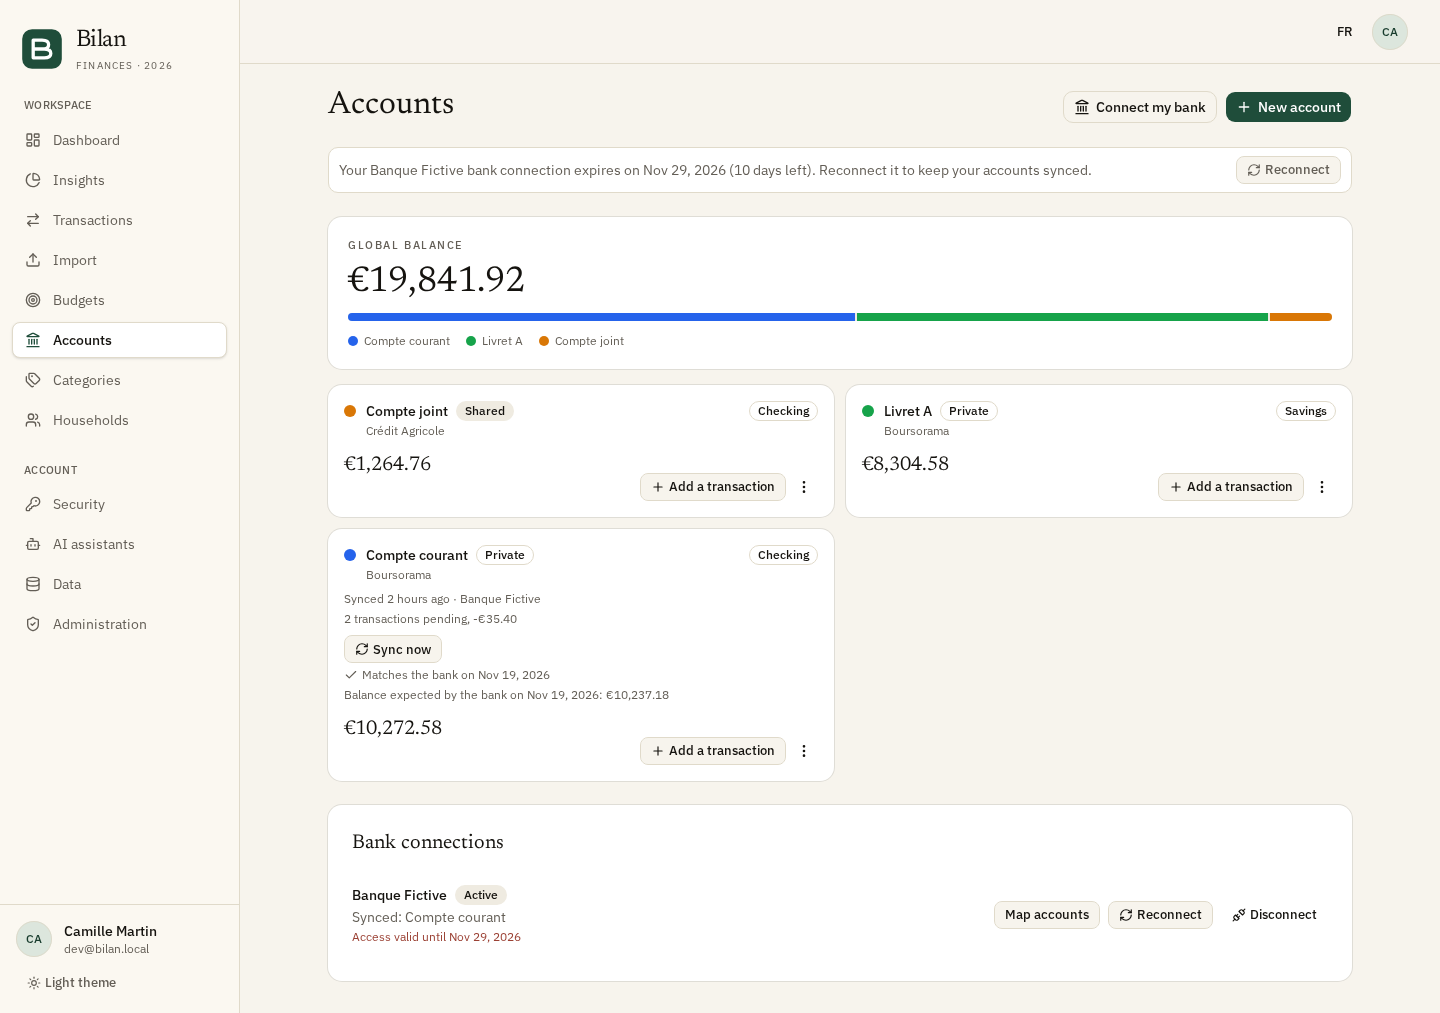 Bilan
FINANCES · 2026
WORKSPACE
Dashboard
Insights
Transactions
Import
Budgets
Accounts
Categories
Households
ACCOUNT
Security
AI assistants
Data
Administration
CA
Camille Martin
dev@bilan.local
Light theme
FR
CA
Accounts
Connect my bank
New account
Your Banque Fictive bank connection expires on Nov 29, 2026 (10 days left). Reconnect it to keep your accounts synced.
Reconnect
GLOBAL BALANCE
€19,841.92
Compte courant
Livret A
Compte joint
Compte joint Shared
Checking
Crédit Agricole
€1,264.76
Add a transaction
Livret A Private
Savings
Boursorama
€8,304.58
Add a transaction
Compte courant Private
Checking
Boursorama
Synced 2 hours ago · Banque Fictive
2 transactions pending, -€35.40
Sync now
Matches the bank on Nov 19, 2026
Balance expected by the bank on Nov 19, 2026: €10,237.18
€10,272.58
Add a transaction
Bank connections
Banque Fictive Active
Synced: Compte courant
Access valid until Nov 29, 2026
Map accounts
Reconnect
Disconnect